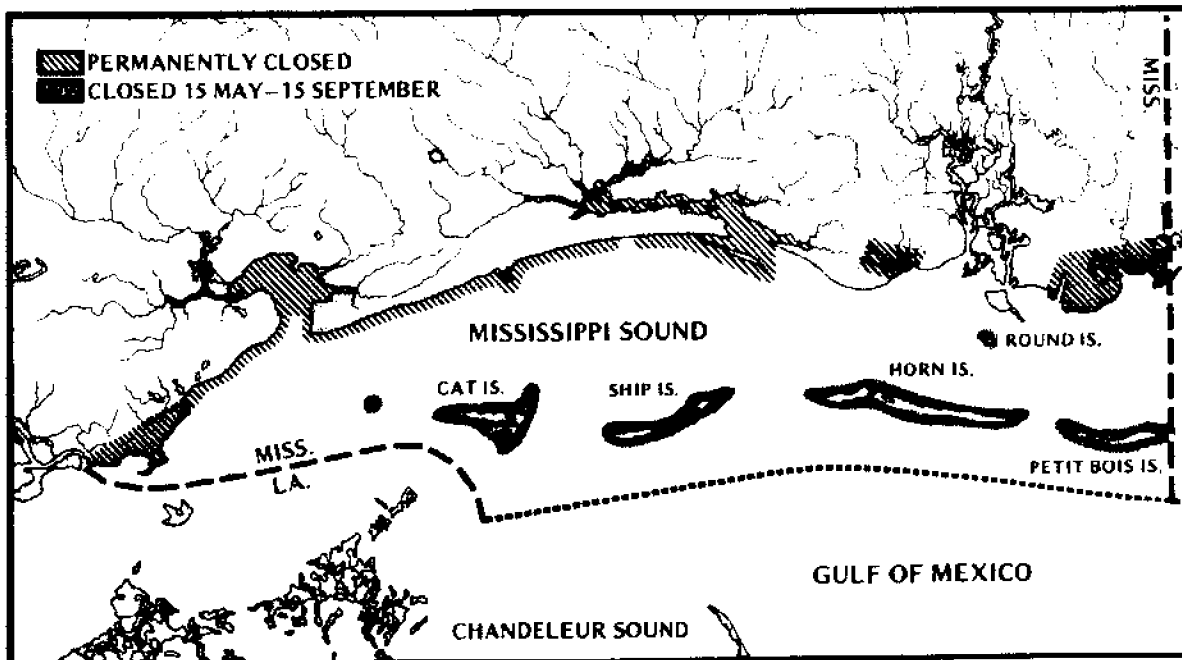 PERMANENTLY CLOSED
CLOSED 15 MAY–15 SEPTEMBER
MISS.
MISSISSIPPI SOUND
ROUND IS.
HORN IS.
CAT IS.
SHIP IS.
PETIT BOIS IS.
MISS.
LA.
GULF OF MEXICO
CHANDELEUR SOUND